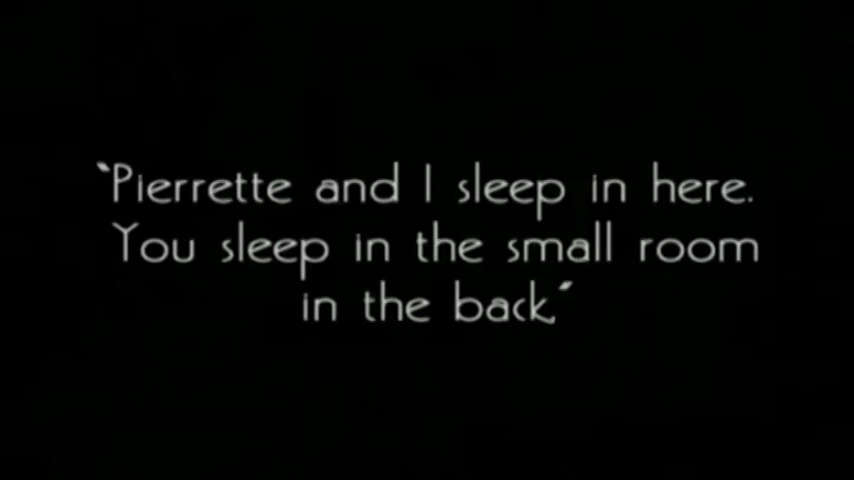 “Pierrette and I sleep in here.
You sleep in the small room
in the back.”